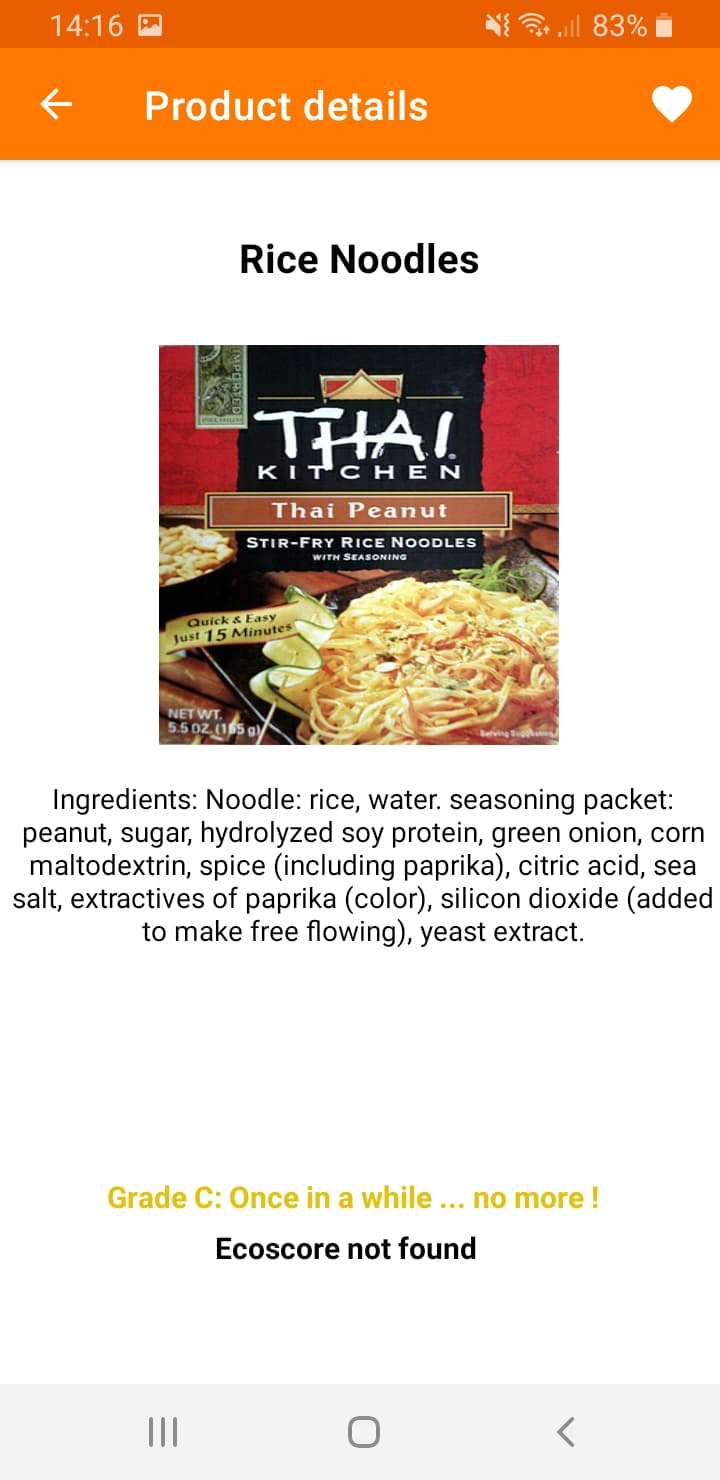 14:16
83%
Product details
Rice Noodles
IMPORTED
PREMIUM
THAI
KITCHEN
Thai Peanut
STIR-FRY RICE NOODLES
WITH SEASONING
Quick & Easy
Just 15 Minutes
NET WT.
5.5 OZ. (155 g)
Serving Suggestion
Ingredients: Noodle: rice, water. seasoning packet:
peanut, sugar, hydrolyzed soy protein, green onion, corn
maltodextrin, spice (including paprika), citric acid, sea
salt, extractives of paprika (color), silicon dioxide (added
to make free flowing), yeast extract.
Grade C: Once in a while ... no more !
Ecoscore not found